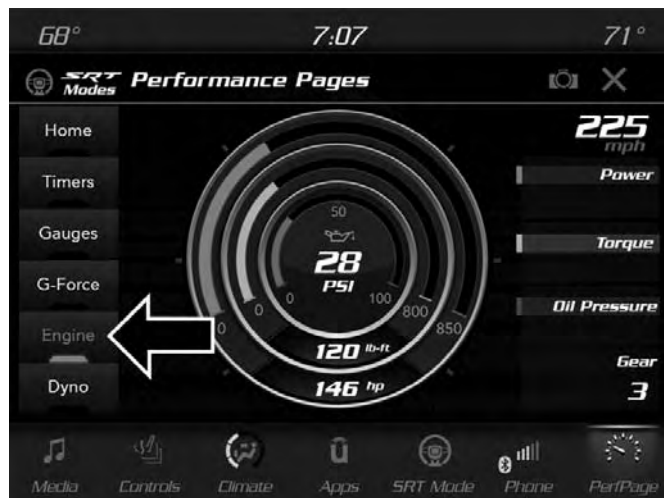 68° 7:07 71°
SRT Modes Performance Pages
Home
Timers
Gauges
G-Force
Engine
Dyno
50
28
PSI
0 0 0 100 800 850
120 lb-ft
146 hp
225
mph
Power
Torque
Oil Pressure
Gear
3
Media Controls Climate Apps SRT Mode Phone PerfPage